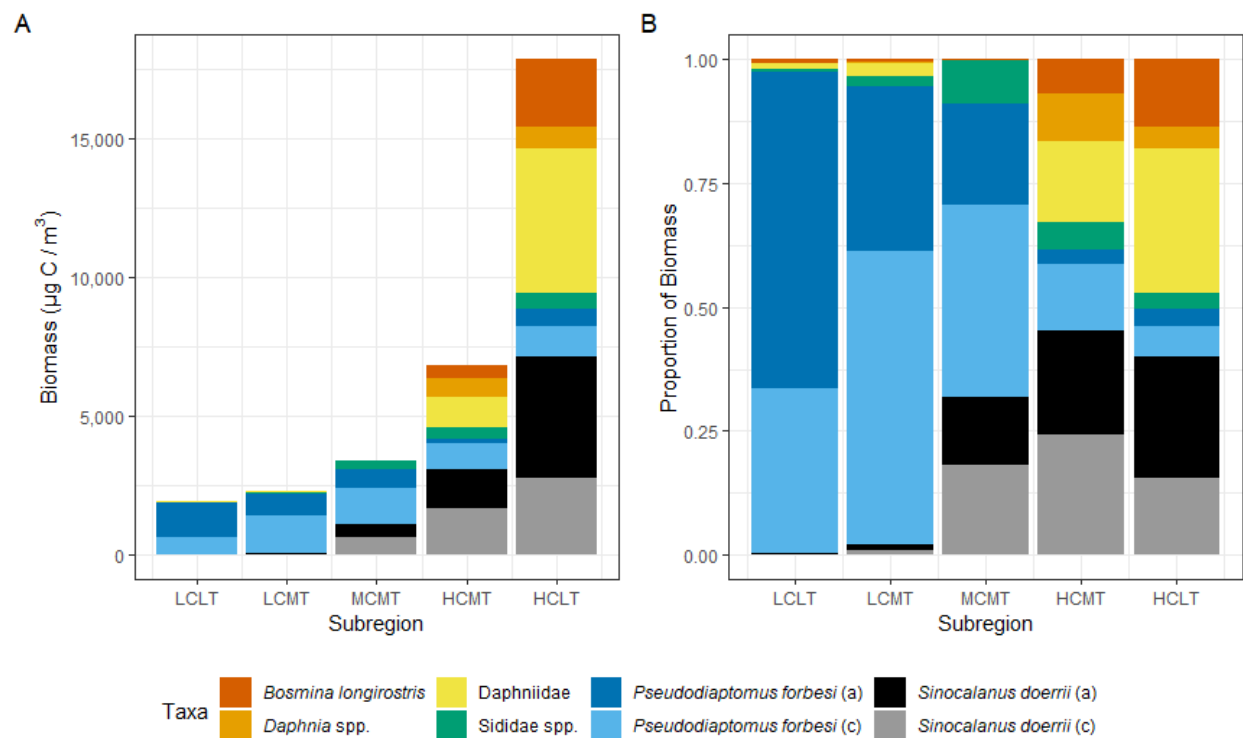 A
B
Biomass (µg C / m³)
15,000
10,000
5,000
0
LCLT LCMT MCMT HCMT HCLT
Subregion
Proportion of Biomass
1.00
0.75
0.50
0.25
0.00
LCLT LCMT MCMT HCMT HCLT
Subregion
Taxa
Bosmina longirostris
Daphnia spp.
Daphniidae
Sididae spp.
Pseudodiaptomus forbesi (a)
Pseudodiaptomus forbesi (c)
Sinocalanus doerrii (a)
Sinocalanus doerrii (c)